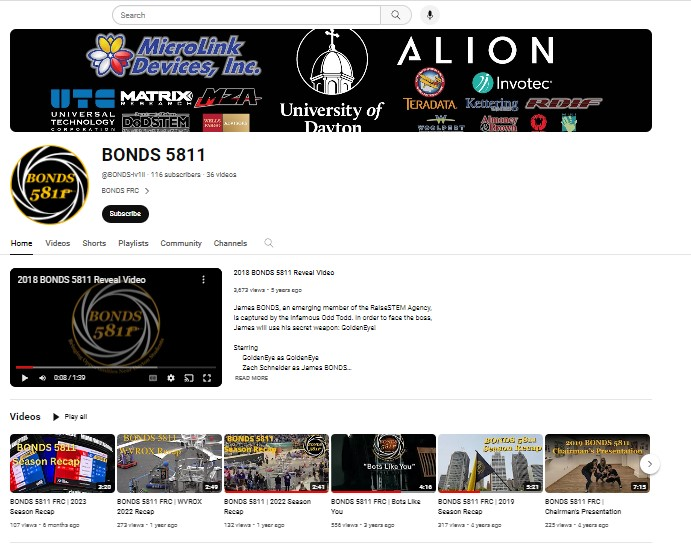 Search
MicroLink
Devices, Inc.
ALION
UTC
UNIVERSAL
TECHNOLOGY
CORPORATION
MATRIX
RESEARCH
MZA
DODSTEM
WELLS
FARGO
University of
Dayton
TERADATA
Invotec
Kettering
WOOLPERT
BONDS
5811
BONDS 5811
@BONDS-lv1ll · 116 subscribers · 36 videos
BONDS FRC
Subscribe
Home Videos Shorts Playlists Community Channels
2018 BONDS 5811 Reveal Video
BONDS
5811
0:08 / 1:39
2018 BONDS 5811 Reveal Video
3,673 views · 5 years ago
James BONDS, an emerging member of the RaiseSTEM Agency,
is captured by the infamous Odd Todd. In order to face the boss,
James will use his secret weapon: GoldenEye!
Starring
GoldenEye as GoldenEye
Zach Schneider as James BONDS...
READ MORE
Videos Play all
BONDS 5811
Season Recap
3:28
BONDS 5811
WVROX Recap
2:49
BONDS 5811
Season Recap
2:41
"Bots Like You"
4:16
BONDS 5811
Season Recap
5:21
2019 BONDS 5811
Chairman's Presentation
7:15
BONDS 5811 FRC | 2023
Season Recap
107 views · 6 months ago
BONDS 5811 FRC | WVROX
2022 Recap
273 views · 1 year ago
BONDS 5811 | 2022 Season
Recap
132 views · 1 year ago
BONDS 5811 FRC | Bots Like
You
556 views · 3 years ago
BONDS 5811 FRC | 2019
Season Recap
317 views · 4 years ago
BONDS 5811 FRC |
Chairman's Presentation
225 views · 4 years ago